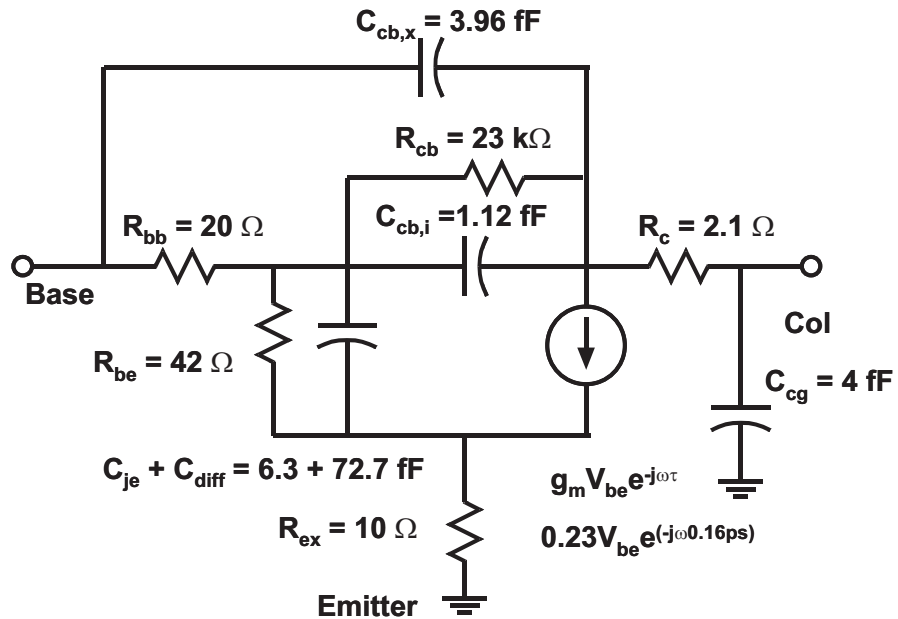 C_cb,x = 3.96 fF
R_cb = 23 kΩ
C_cb,i =1.12 fF
R_bb = 20 Ω
R_c = 2.1 Ω
Base
Col
R_be = 42 Ω
C_cg = 4 fF
C_je + C_diff = 6.3 + 72.7 fF
g_mV_bee^-jωτ
R_ex = 10 Ω
0.23V_bee^(-jω0.16ps)
Emitter